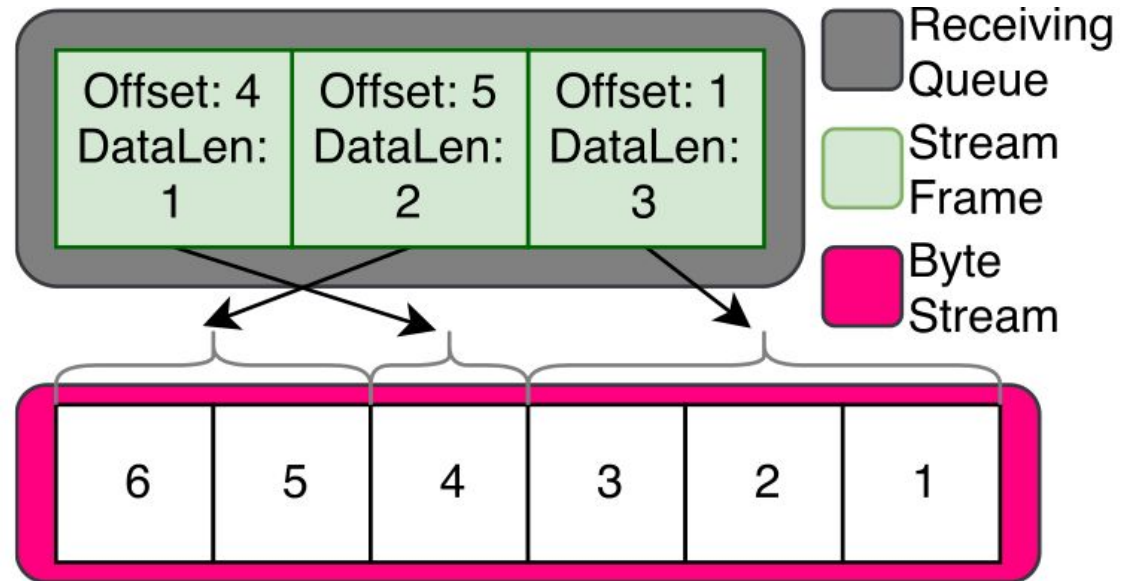 Offset: 4
DataLen:
1
Offset: 5
DataLen:
2
Offset: 1
DataLen:
3
Receiving
Queue
Stream
Frame
Byte
Stream
6
5
4
3
2
1